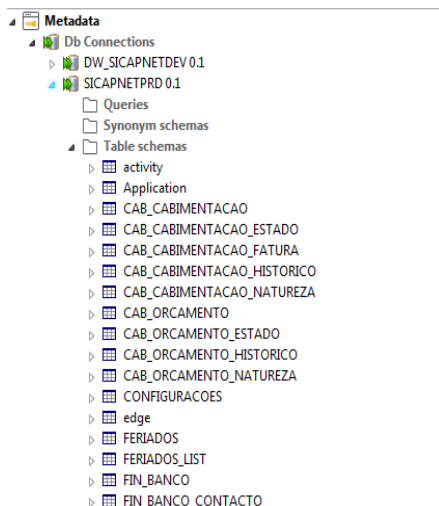 Metadata
Db Connections
DW_SICAPNETDEV 0.1
SICAPNETPRD 0.1
Queries
Synonym schemas
Table schemas
activity
Application
CAB_CABIMENTACAO
CAB_CABIMENTACAO_ESTADO
CAB_CABIMENTACAO_FATURA
CAB_CABIMENTACAO_HISTORICO
CAB_CABIMENTACAO_NATUREZA
CAB_ORCAMENTO
CAB_ORCAMENTO_ESTADO
CAB_ORCAMENTO_HISTORICO
CAB_ORCAMENTO_NATUREZA
CONFIGURACOES
edge
FERIADOS
FERIADOS_LIST
FIN_BANCO
FIN_BANCO_CONTACTO